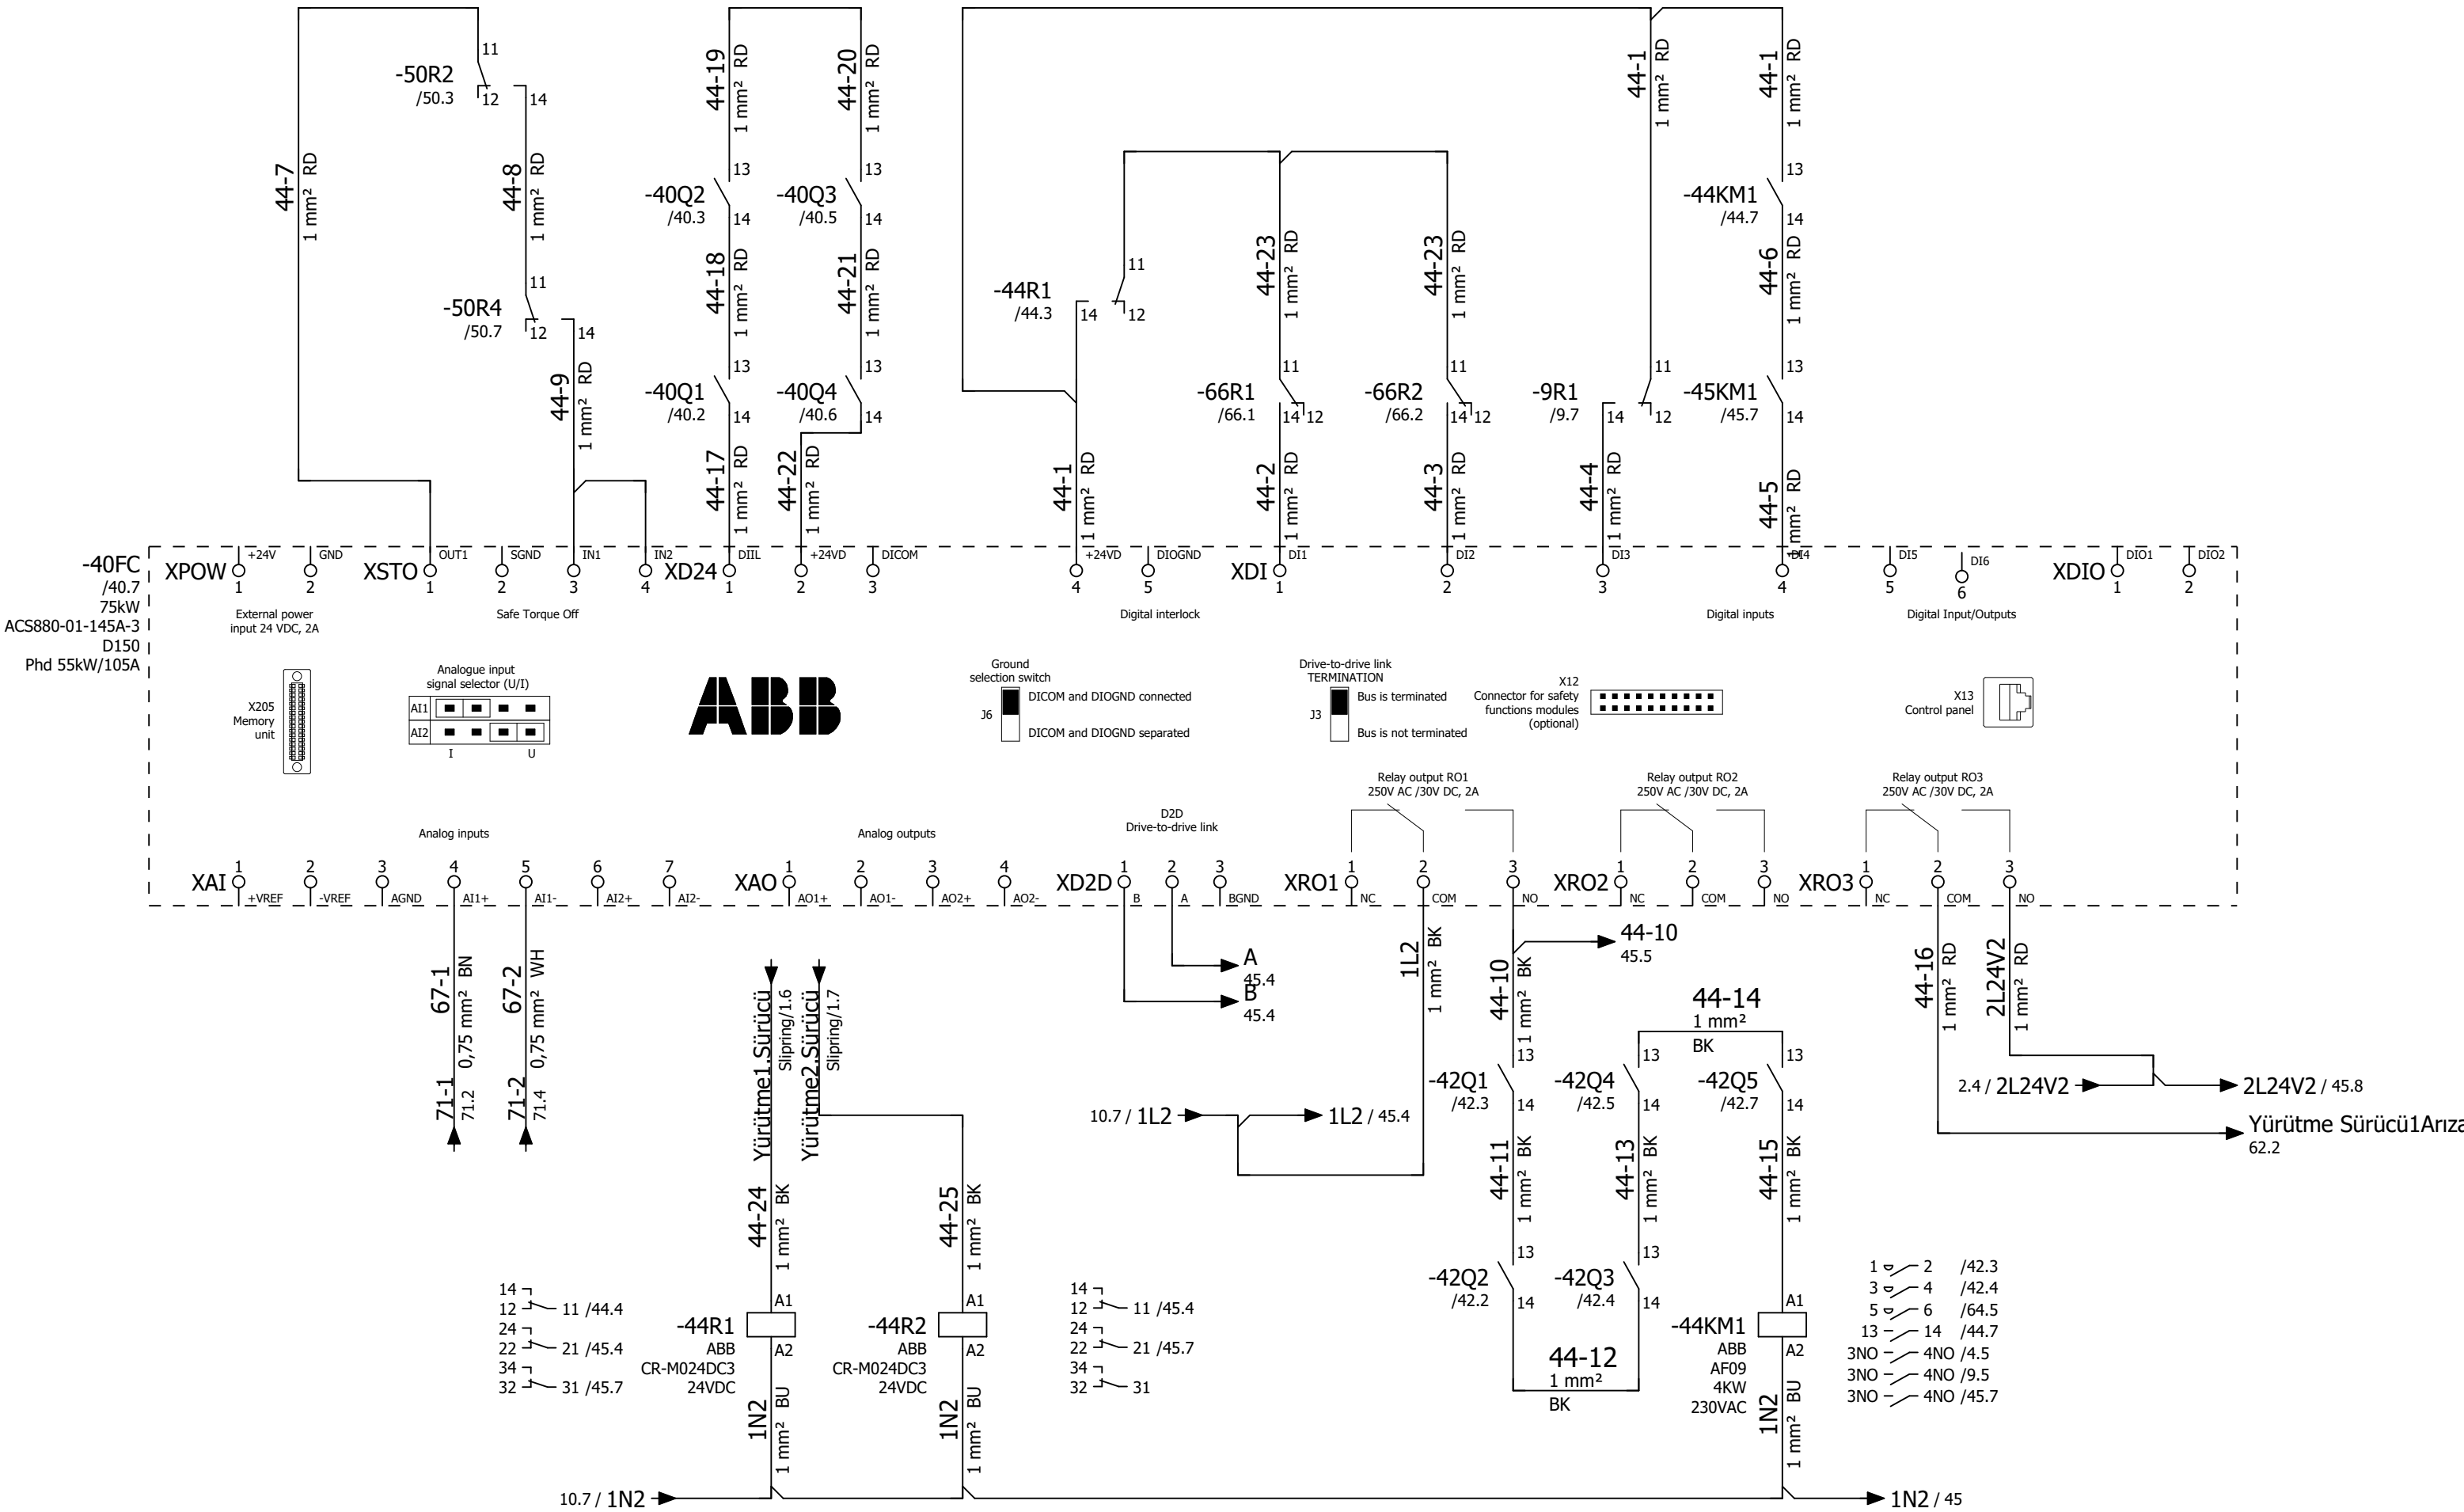 44-7
1 mm² RD
-50R2
/50.3
11
12
14
44-8
1 mm² RD
-50R4
/50.7
11
12
14
44-9
1 mm² RD
44-19
1 mm² RD
-40Q2
/40.3
13
14
44-18
1 mm² RD
-40Q1
/40.2
13
14
44-17
1 mm² RD
44-20
1 mm² RD
-40Q3
/40.5
13
14
44-21
1 mm² RD
-40Q4
/40.6
13
14
44-22
1 mm² RD
-44R1
/44.3
11
14
12
44-1
1 mm² RD
44-23
1 mm² RD
-66R1
/66.1
11
14
12
44-2
1 mm² RD
44-23
1 mm² RD
-66R2
/66.2
11
14
12
44-3
1 mm² RD
44-1
1 mm² RD
-9R1
/9.7
11
14
12
44-4
1 mm² RD
44-1
1 mm² RD
-44KM1
/44.7
13
14
44-6
1 mm² RD
-45KM1
/45.7
13
14
44-5
1 mm² RD
-40FC
/40.7
75kW
ACS880-01-145A-3
D150
Phd 55kW/105A
XPOW
+24V
1
GND
2
External power
input 24 VDC, 2A
XSTO
OUT1
1
SGND
2
IN1
3
IN2
4
Safe Torque Off
XD24
DIIL
1
+24VD
2
DICOM
3
+24VD
4
DIOGND
5
Digital interlock
XDI
DI1
1
DI2
2
DI3
3
DI4
4
DI5
5
DI6
6
Digital inputs
XDIO
DIO1
1
DIO2
2
Digital Input/Outputs
X205
Memory
unit
Analogue input
signal selector (U/I)
AI1
AI2
I
U
ABB
Ground
selection switch
J6
DICOM and DIOGND connected
DICOM and DIOGND separated
Drive-to-drive link
TERMINATION
J3
Bus is terminated
Bus is not terminated
X12
Connector for safety
functions modules
(optional)
X13
Control panel
Analog inputs
Analog outputs
D2D
Drive-to-drive link
Relay output RO1
250V AC /30V DC, 2A
Relay output RO2
250V AC /30V DC, 2A
Relay output RO3
250V AC /30V DC, 2A
XAI
1
+VREF
2
-VREF
3
AGND
4
AI1+
5
AI1-
6
AI2+
7
AI2-
XAO
1
AO1+
2
AO1-
3
AO2+
4
AO2-
XD2D
1
B
2
A
3
BGND
XRO1
1
NC
2
COM
3
NO
XRO2
1
NC
2
COM
3
NO
XRO3
1
NC
2
COM
3
NO
67-1
0,75 mm² BN
71-1
71.2
67-2
0,75 mm² WH
71-2
71.4
Yürütme1.Sürücü
Slipring/1.6
Yürütme2.Sürücü
Slipring/1.7
A
45.4
B
45.4
1L2
1 mm² BK
10.7 / 1L2
1L2 / 45.4
44-10
45.5
44-10
1 mm² BK
-42Q1
/42.3
13
14
44-11
1 mm² BK
-42Q2
/42.2
13
14
44-12
1 mm²
BK
-42Q4
/42.5
13
14
44-13
1 mm² BK
-42Q3
/42.4
13
14
44-14
1 mm²
BK
-42Q5
/42.7
13
14
44-15
1 mm² BK
44-16
1 mm² RD
2L24V2
1 mm² RD
2.4 / 2L24V2
2L24V2 / 45.8
Yürütme Sürücü1Arıza
62.2
44-24
1 mm² BK
44-25
1 mm² BK
14
12 11 /44.4
24
22 21 /45.4
34
32 31 /45.7
-44R1
ABB
CR-M024DC3
24VDC
A1
A2
1N2
1 mm² BU
-44R2
ABB
CR-M024DC3
24VDC
A1
A2
1N2
1 mm² BU
14
12 11 /45.4
24
22 21 /45.7
34
32 31
-44KM1
ABB
AF09
4KW
230VAC
A1
A2
1N2
1 mm² BU
1 2 /42.3
3 4 /42.4
5 6 /64.5
13 14 /44.7
3NO 4NO /4.5
3NO 4NO /9.5
3NO 4NO /45.7
10.7 / 1N2
1N2 / 45